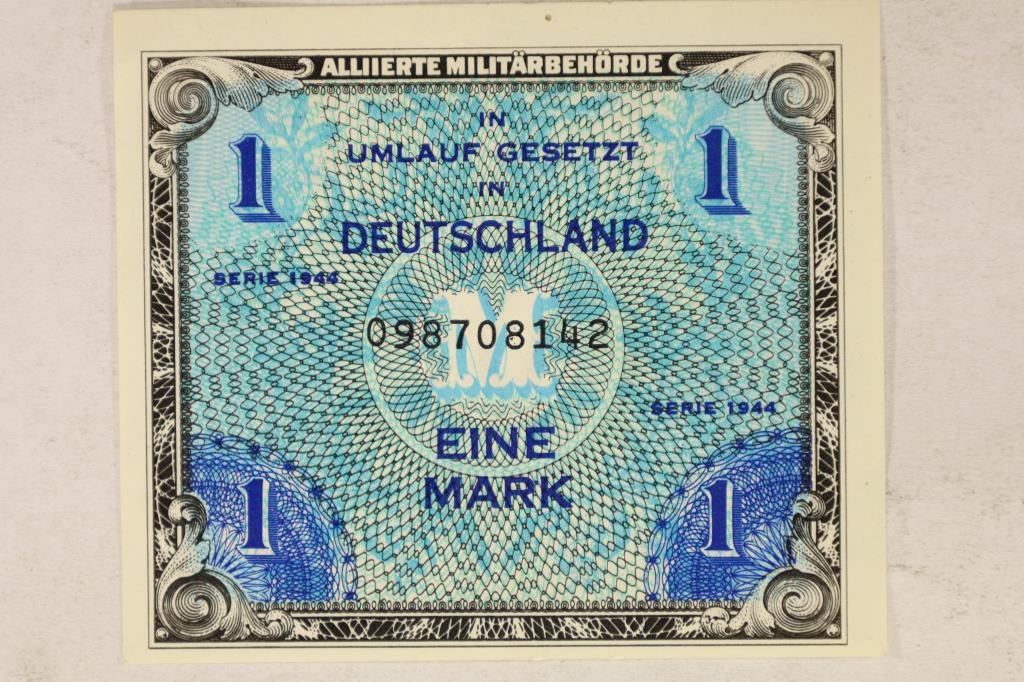 ALLIIERTE MILITÄRBEHÖRDE
IN
UMLAUF GESETZT
1 1
IN
DEUTSCHLAND
SERIE 1944
M
098708142
SERIE 1944
EINE
MARK
1 1